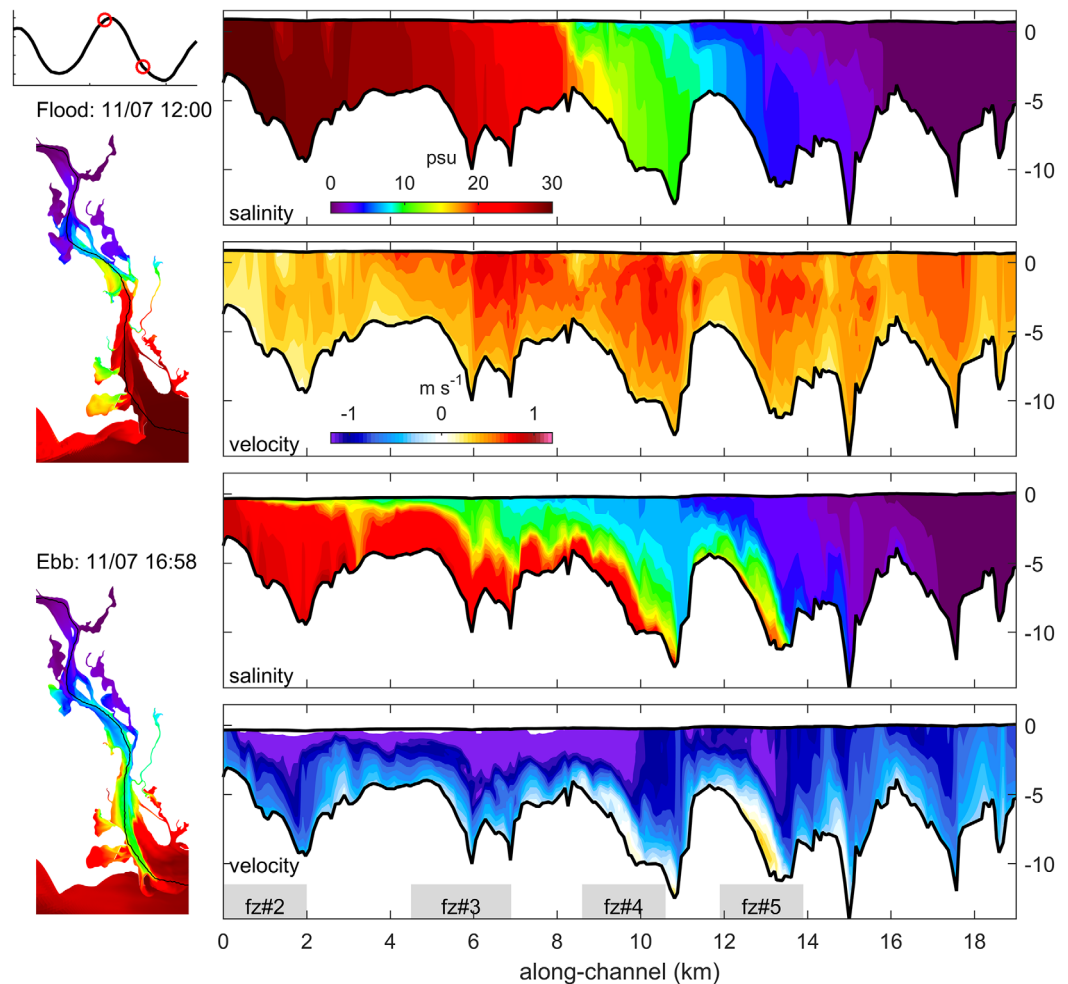 Flood: 11/07 12:00
0
-5
-10
psu
0 10 20 30
salinity
0
-5
-10
m s⁻¹
-1 0 1
velocity
Ebb: 11/07 16:58
0
-5
-10
salinity
0
-5
-10
velocity
fz#2 fz#3 fz#4 fz#5
0 2 4 6 8 10 12 14 16 18
along-channel (km)